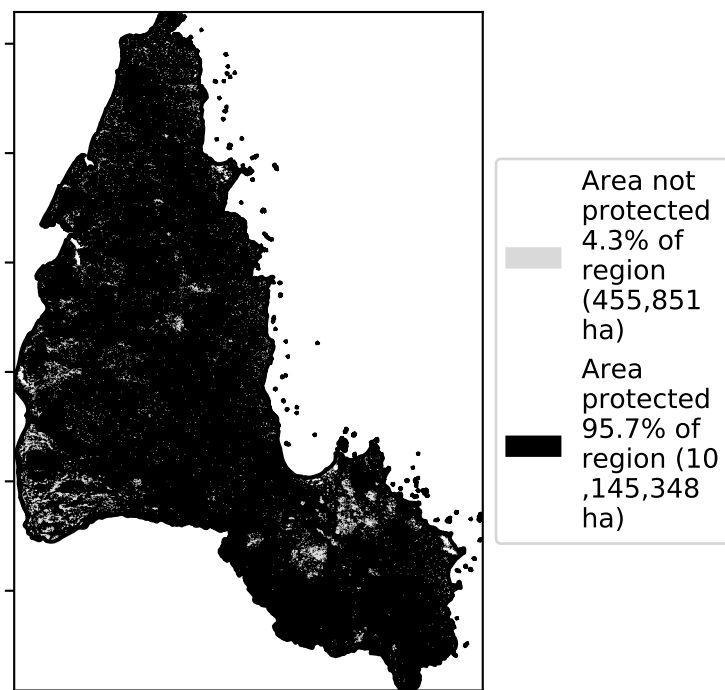 Area not
protected
4.3% of
region
(455,851
ha)
Area
protected
95.7% of
region (10
,145,348
ha)